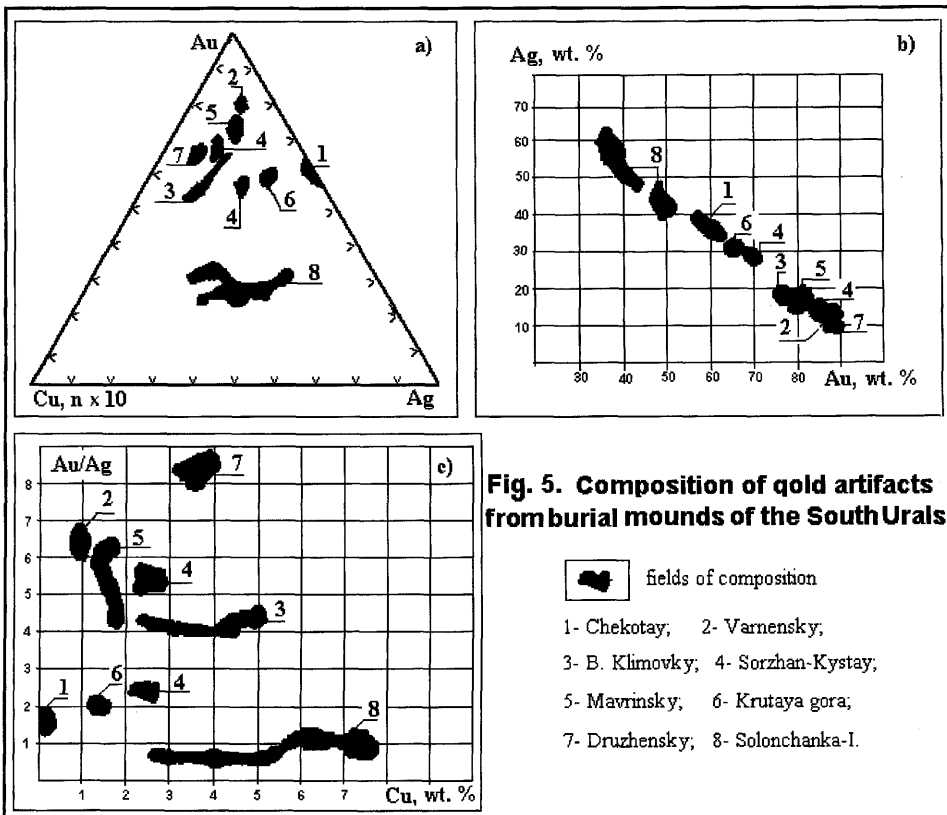 a)
Au
2
5
4
7
1
3
4
6
8
Cu, n x 10
Ag
b)
Ag, wt. %
70
60
50
40
30
20
10
8
1
6
4
3
5
4
2
7
30 40 50 60 70 80
Au, wt. %
c)
Au/Ag
8
7
6
5
4
3
2
1
7
2
5
4
3
1
6
4
8
1 2 3 4 5 6 7
Cu, wt. %
Fig. 5. Composition of qold artifacts
from burial mounds of the South Urals
fields of composition
1- Chekotay; 2- Varnensky;
3- B. Klimovky; 4- Sorzhan-Kystay;
5- Mavrinsky; 6- Krutaya gora;
7- Druzhensky; 8- Solonchanka-I.